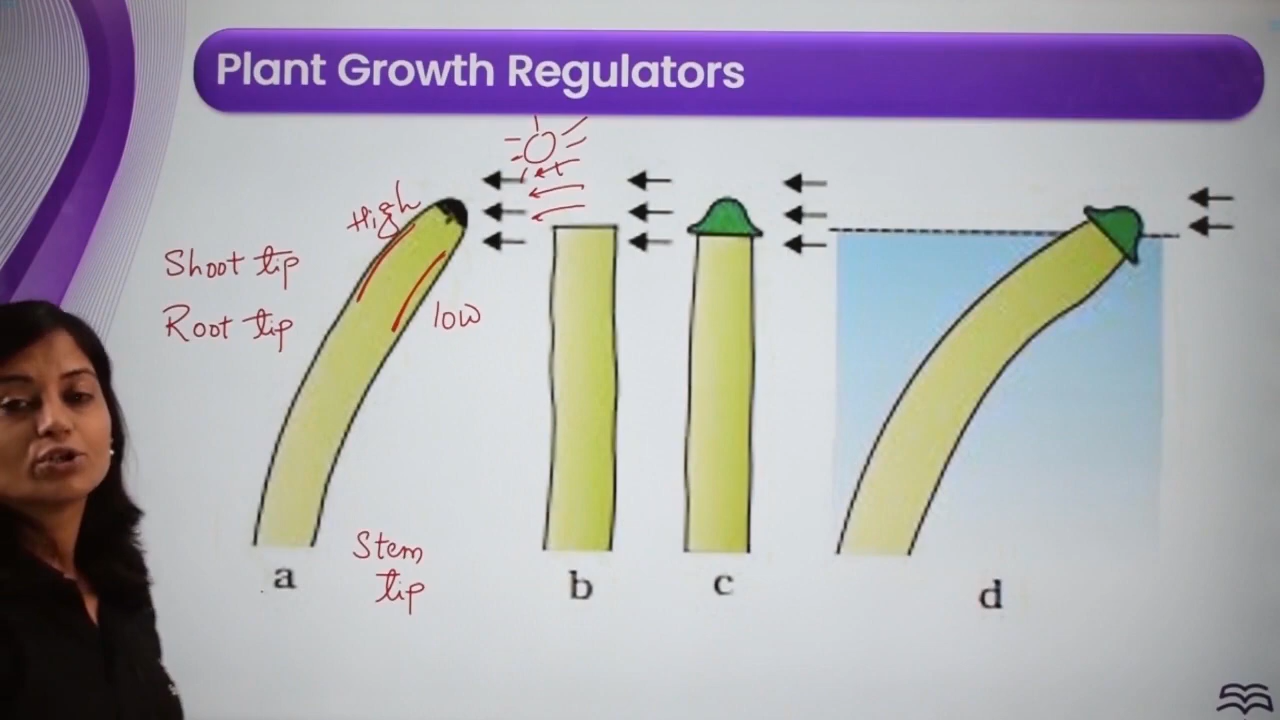 Plant Growth Regulators
High
Shoot tip
Root tip
low
Stem
tip
a
b
c
d